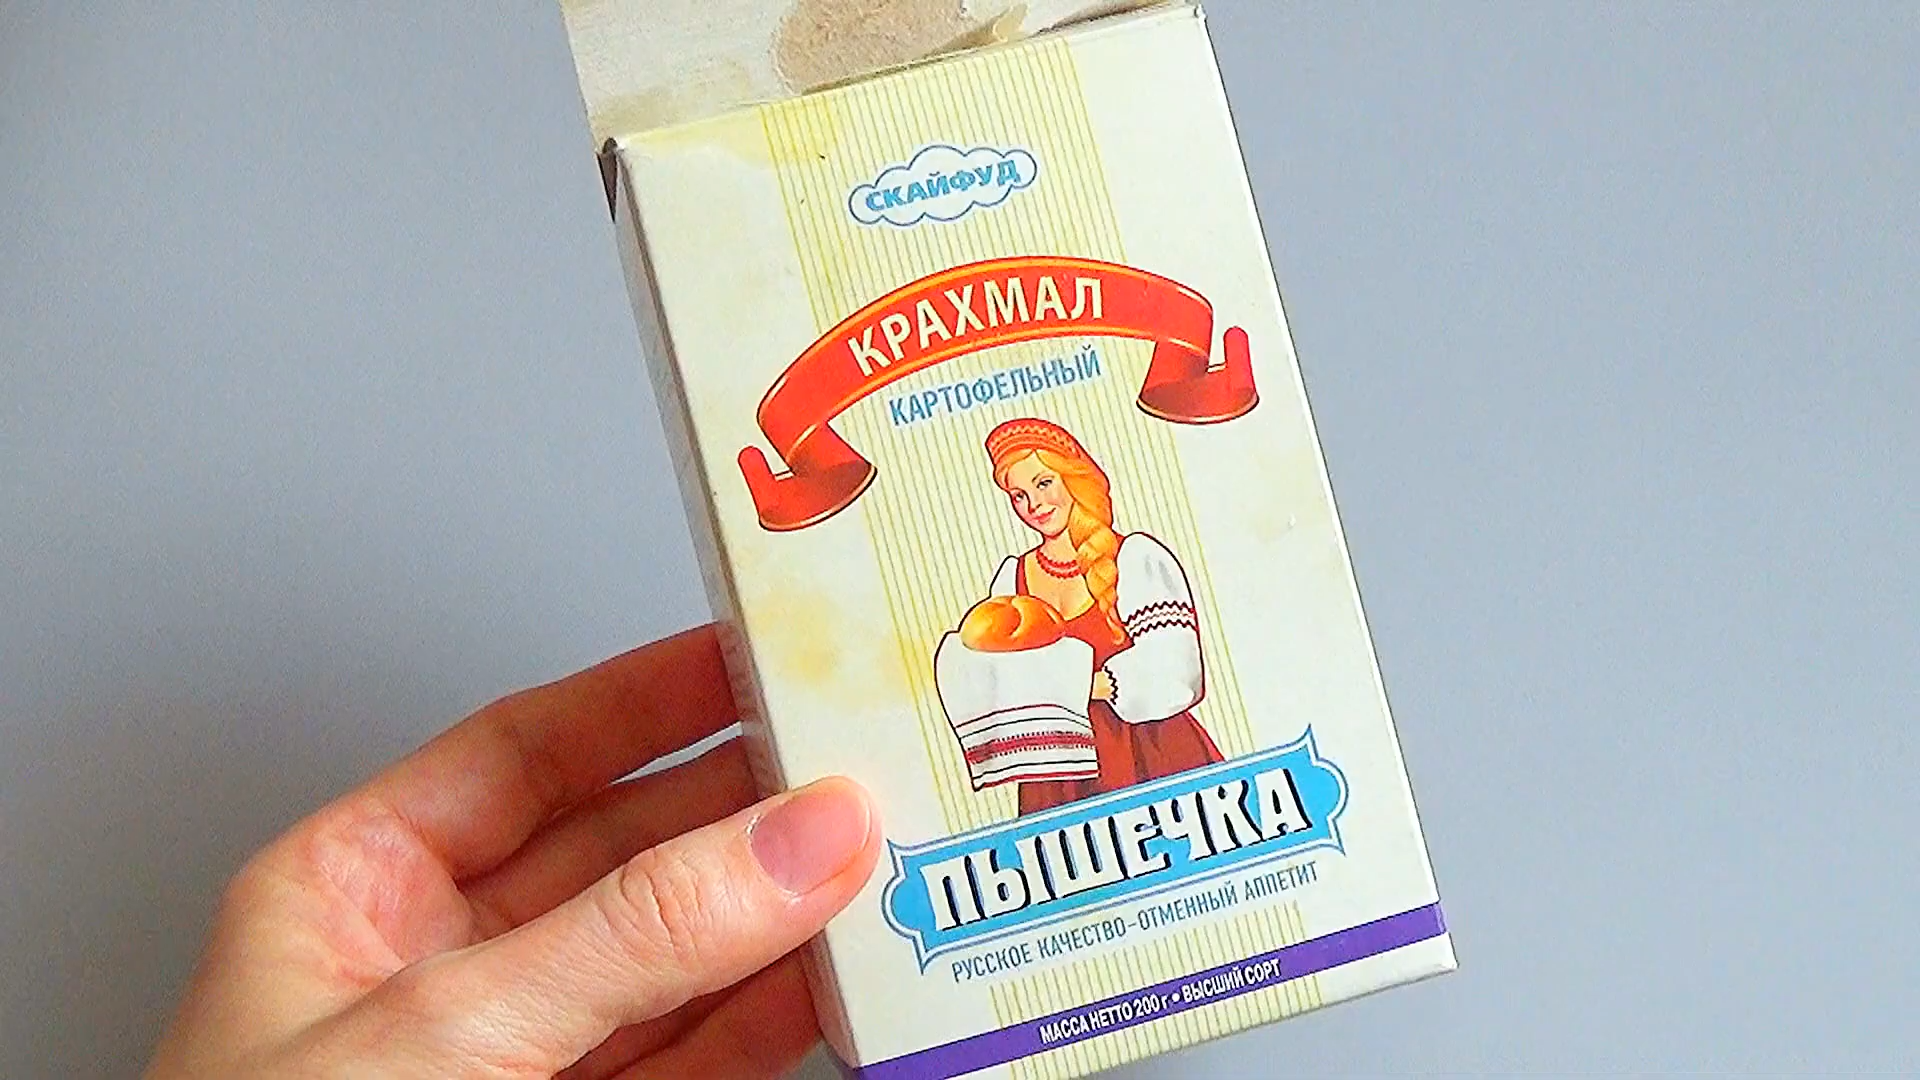 СКАЙФУД
КРАХМАЛ
КАРТОФЕЛЬНЫЙ
ПЫШЕЧКА
РУССКОЕ КАЧЕСТВО-ОТМЕННЫЙ АППЕТИТ
МАССА НЕТТО 200 г. • ВЫСШИЙ СОРТ